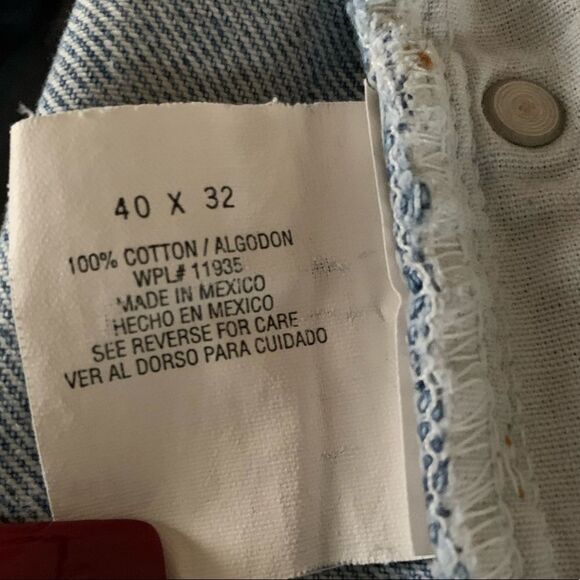 40 X 32
100% COTTON / ALGODON
WPL# 11935
MADE IN MEXICO
HECHO EN MEXICO
SEE REVERSE FOR CARE
VER AL DORSO PARA CUIDADO